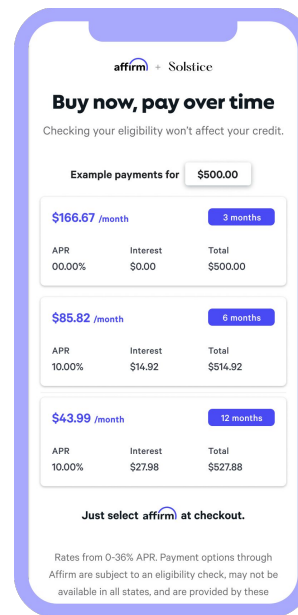 affirm + Solstice
Buy now, pay over time
Checking your eligibility won't affect your credit.
Example payments for $500.00
$166.67 /month 3 months
APR Interest Total
00.00% $0.00 $500.00
$85.82 /month 6 months
APR Interest Total
10.00% $14.92 $514.92
$43.99 /month 12 months
APR Interest Total
10.00% $27.98 $527.88
Just select affirm at checkout.
Rates from 0-36% APR. Payment options through
Affirm are subject to an eligibility check, may not be
available in all states, and are provided by these